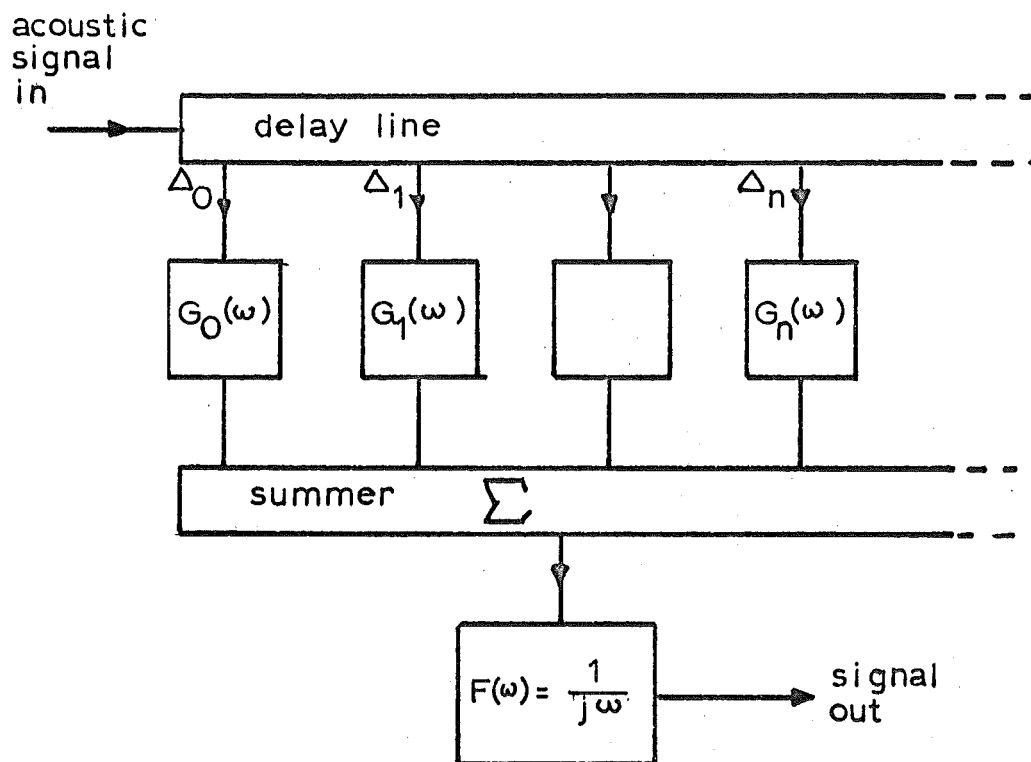 acoustic
signal
in
delay line
Δ₀ Δ₁ Δₙ
G₀(ω) G₁(ω) Gₙ(ω)
summer Σ
F(ω) = 1/jω
signal
out